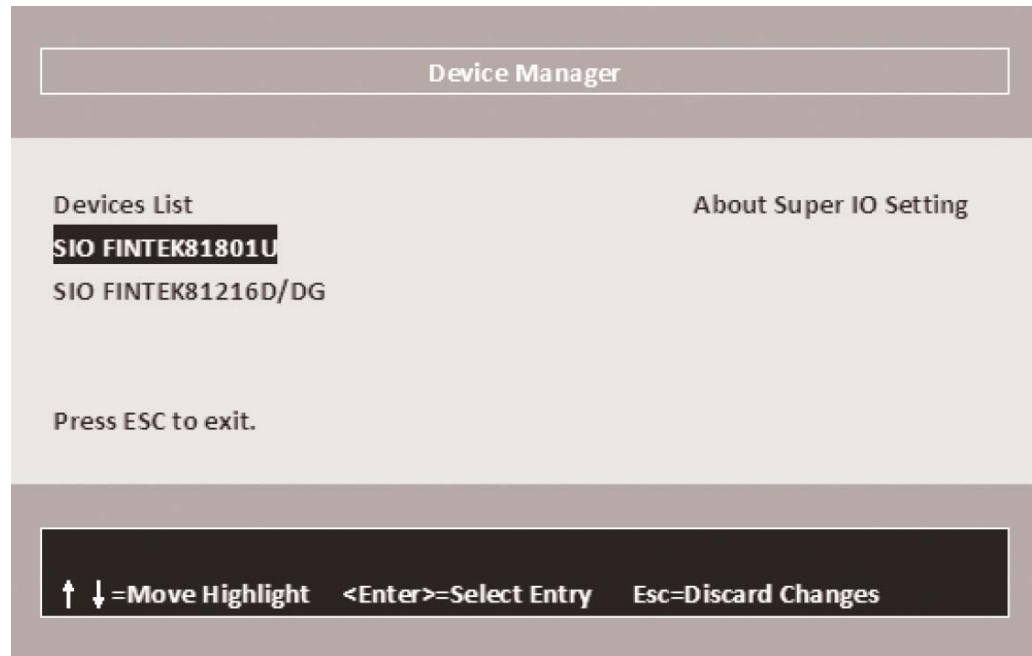 Device Manager
Devices List About Super IO Setting
SIO FINTEK81801U
SIO FINTEK81216D/DG
Press ESC to exit.
↑ ↓=Move Highlight <Enter>=Select Entry Esc=Discard Changes